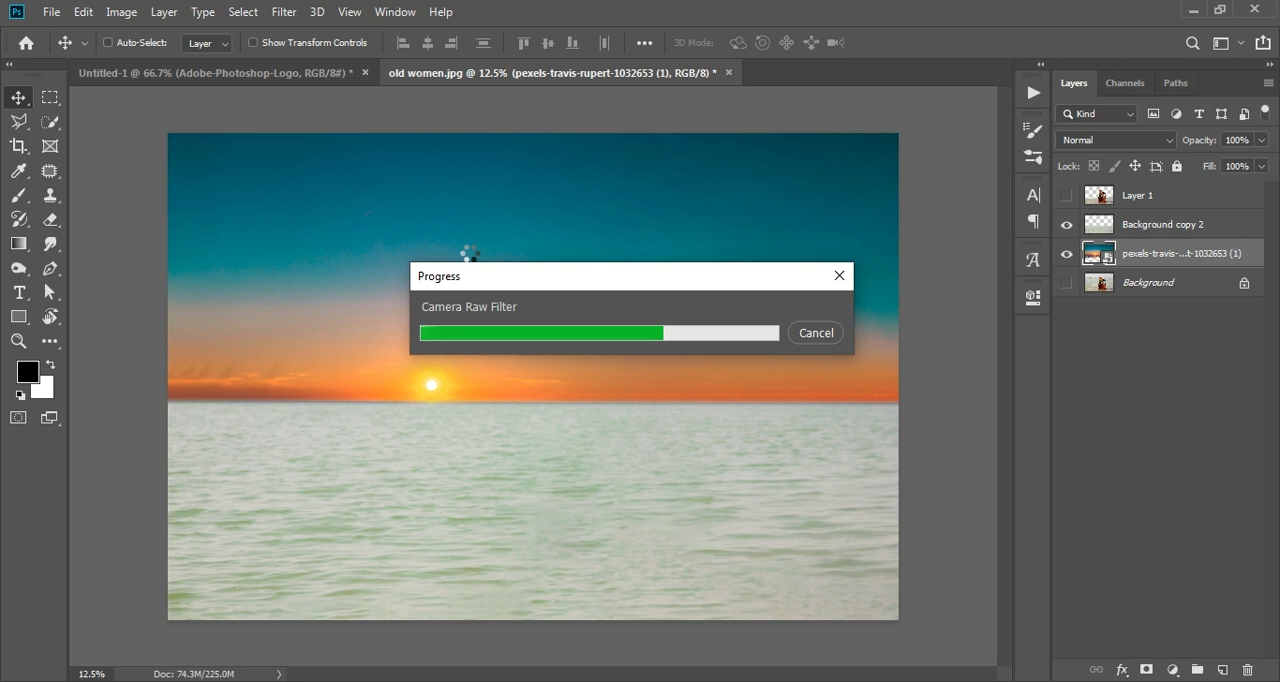 Ps File Edit Image Layer Type Select Filter 3D View Window Help
Auto-Select: Layer Show Transform Controls 3D Mode:
Untitled-1 @ 66.7% (Adobe-Photoshop-Logo, RGB/8#) * × old women.jpg @ 12.5% (pexels-travis-rupert-1032653 (1), RGB/8) * ×
Layers Channels Paths
Kind
Normal Opacity: 100%
Lock: Fill: 100%
Layer 1
Background copy 2
pexels-travis-...t-1032653 (1)
Background
Progress
Camera Raw Filter
Cancel
12.5% Doc: 74.3M/225.0M